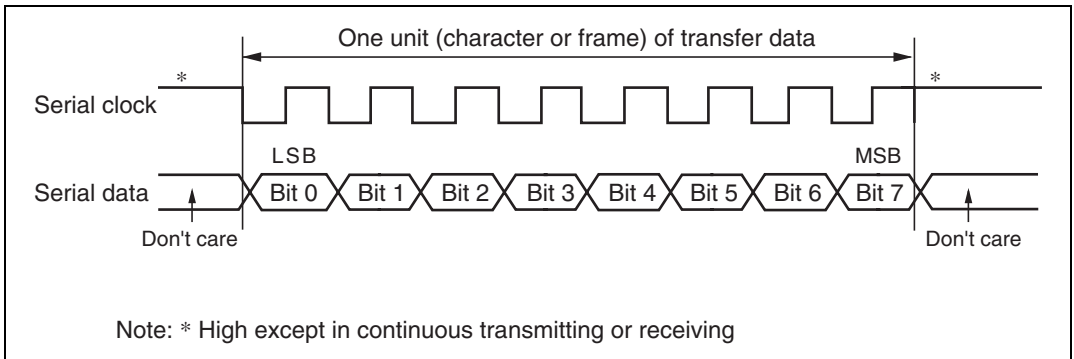 One unit (character or frame) of transfer data
* *
Serial clock
LSB MSB
Serial data Bit 0 Bit 1 Bit 2 Bit 3 Bit 4 Bit 5 Bit 6 Bit 7
Don't care Don't care
Note: * High except in continuous transmitting or receiving